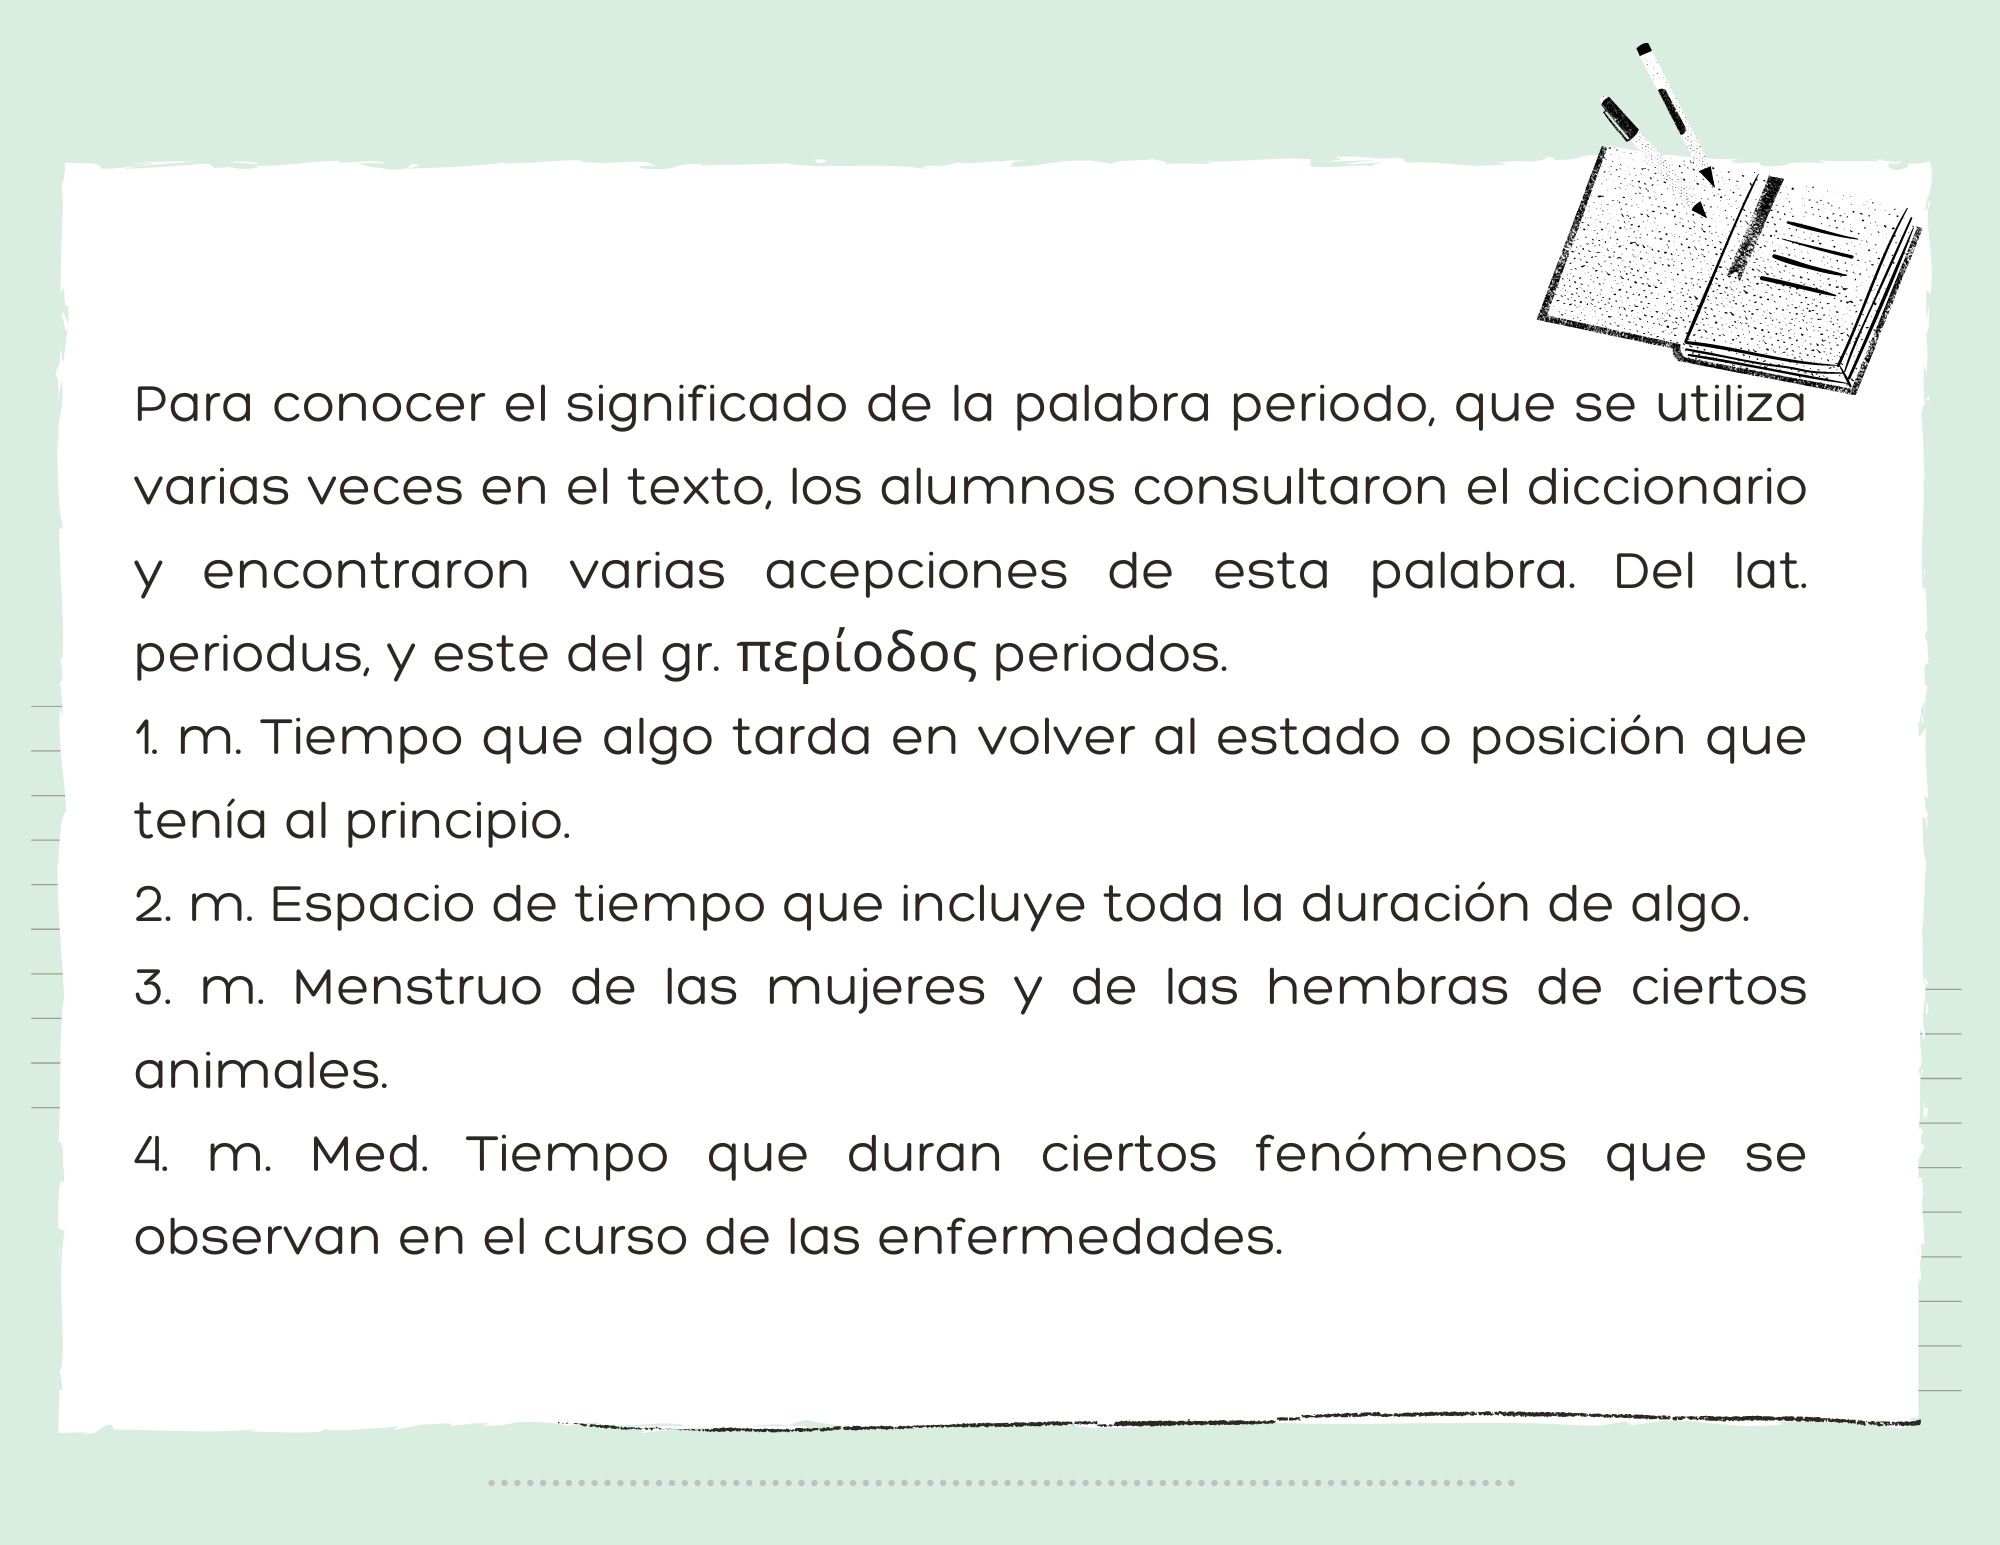 Para conocer el significado de la palabra periodo, que se utiliza
varias veces en el texto, los alumnos consultaron el diccionario
y encontraron varias acepciones de esta palabra. Del lat.
periodus, y este del gr. περίοδος periodos.
1. m. Tiempo que algo tarda en volver al estado o posición que
tenía al principio.
2. m. Espacio de tiempo que incluye toda la duración de algo.
3. m. Menstruo de las mujeres y de las hembras de ciertos
animales.
4. m. Med. Tiempo que duran ciertos fenómenos que se
observan en el curso de las enfermedades.